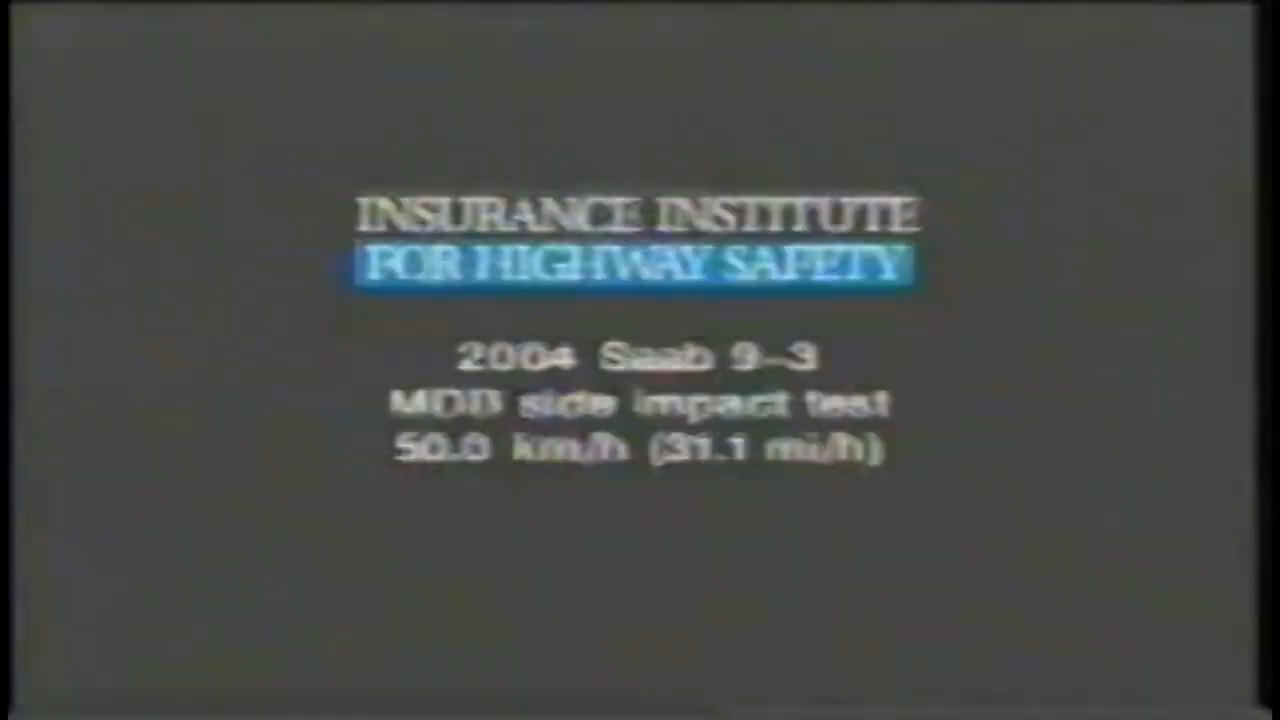 INSURANCE INSTITUTE
FOR HIGHWAY SAFETY
2004 Saab 9-3
MDB side impact test
50.0 km/h (31.1 mi/h)